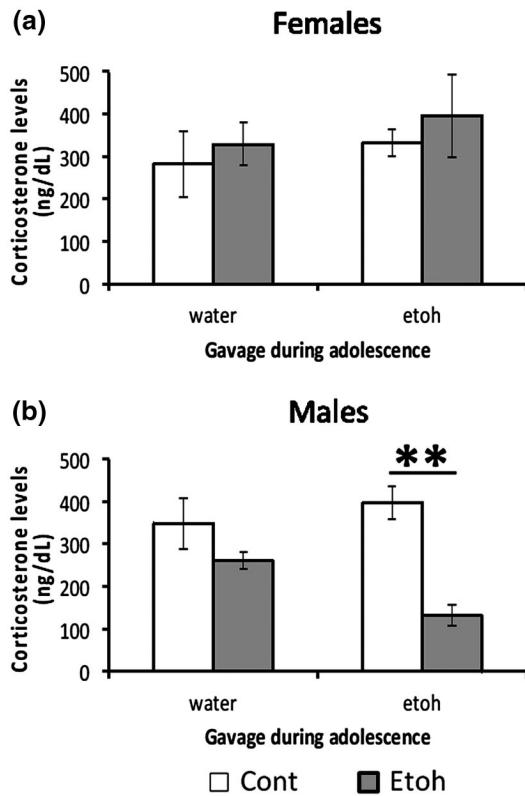 (a)
Females
Corticosterone levels
(ng/dL)
500
400
300
200
100
0
water
etoh
Gavage during adolescence
(b)
Males
Corticosterone levels
(ng/dL)
500
400
300
200
100
0
**
water
etoh
Gavage during adolescence
Cont
Etoh